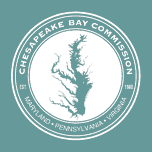 CHESAPEAKE BAY COMMISSION
EST. 1980
MARYLAND • PENNSYLVANIA • VIRGINIA